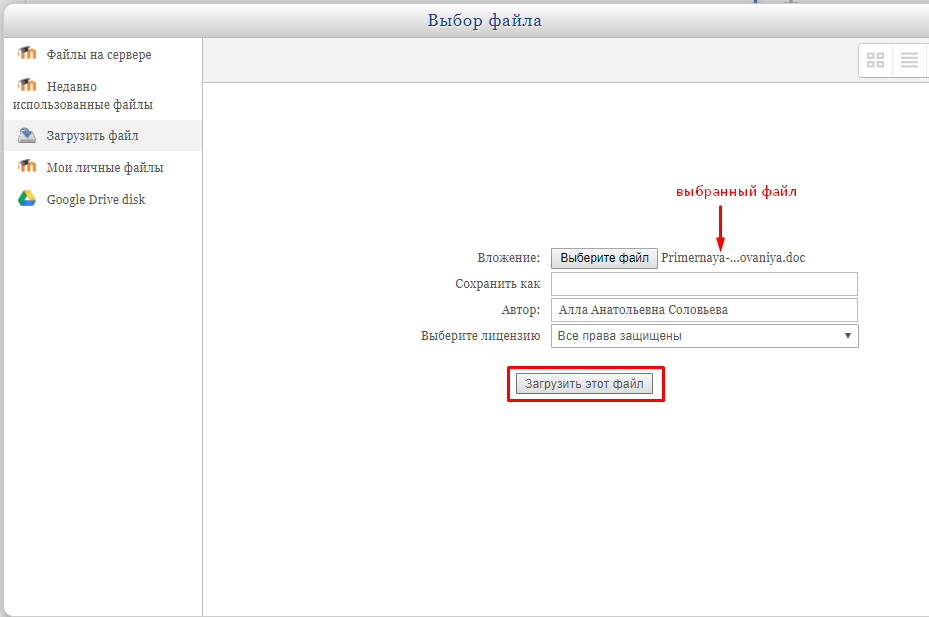 Выбор файла
Файлы на сервере
Недавно
использованные файлы
Загрузить файл
Мои личные файлы
Google Drive disk
выбранный файл
Вложение: Выберите файл Primernaya-...ovaniya.doc
Сохранить как
Автор: Алла Анатольевна Соловьева
Выберите лицензию Все права защищены
Загрузить этот файл